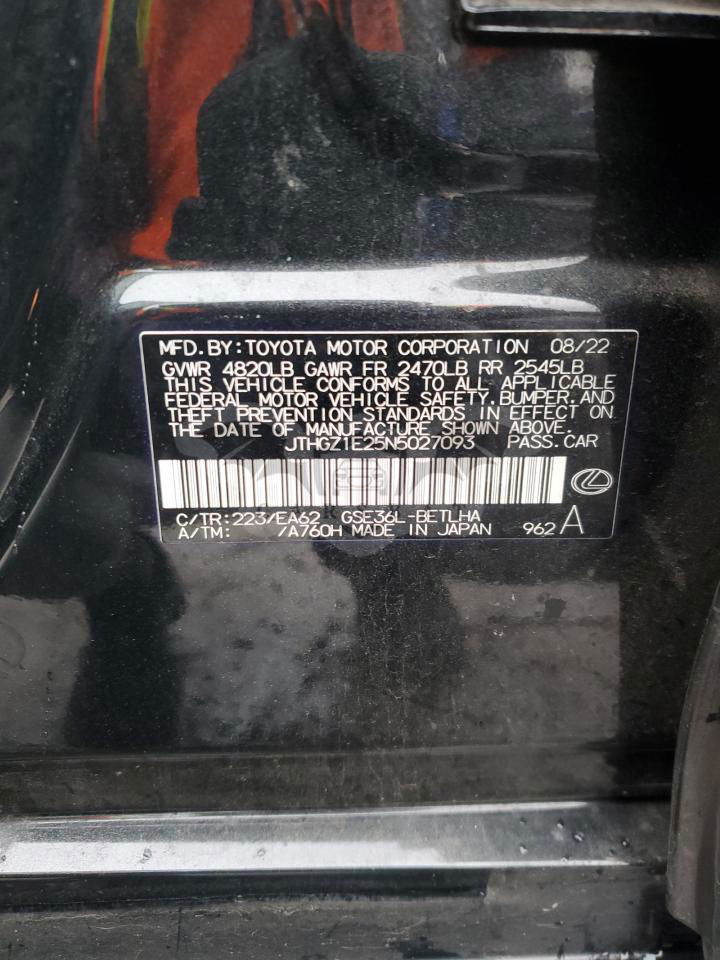 MFD.BY:TOYOTA MOTOR CORPORATION 08/22
GVWR 4820LB GAWR FR 2470LB RR 2545LB
THIS VEHICLE CONFORMS TO ALL APPLICABLE
FEDERAL MOTOR VEHICLE SAFETY,BUMPER,AND
THEFT PREVENTION STANDARDS IN EFFECT ON
THE DATE OF MANUFACTURE SHOWN ABOVE.
JTHGZ1E25N5027093 PASS.CAR
C/TR:223/EA62 GSE36L-BETLHA
A/TM: /A760H MADE IN JAPAN 962 A